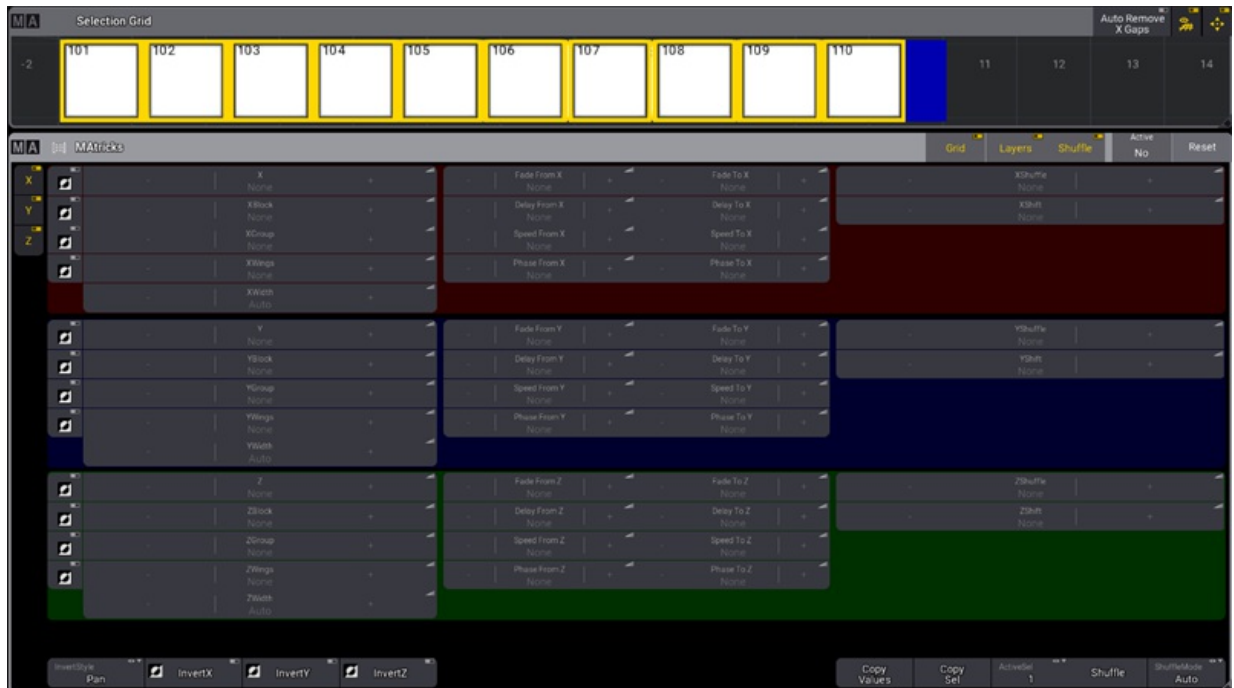 MA Selection Grid Auto Remove X Gaps
-2 101 102 103 104 105 106 107 108 109 110 11 12 13 14
MA MAtricks Grid Layers Shuffle Active No Reset
X - X None + - Fade From X None + - Fade To X None + - XShuffle None +
Y - XBlock None + - Delay From X None + - Delay To X None + - XShift None +
Z - XGroup None + - Speed From X None + - Speed To X None +
- XWings None + - Phase From X None + - Phase To X None +
- XWidth Auto +
- Y None + - Fade From Y None + - Fade To Y None + - YShuffle None +
- YBlock None + - Delay From Y None + - Delay To Y None + - YShift None +
- YGroup None + - Speed From Y None + - Speed To Y None +
- YWings None + - Phase From Y None + - Phase To Y None +
- YWidth Auto +
- Z None + - Fade From Z None + - Fade To Z None + - ZShuffle None +
- ZBlock None + - Delay From Z None + - Delay To Z None + - ZShift None +
- ZGroup None + - Speed From Z None + - Speed To Z None +
- ZWings None + - Phase From Z None + - Phase To Z None +
- ZWidth Auto +
InvertStyle Pan InvertX InvertY InvertZ Copy Values Copy Sel ActiveSel 1 Shuffle ShuffleMode Auto